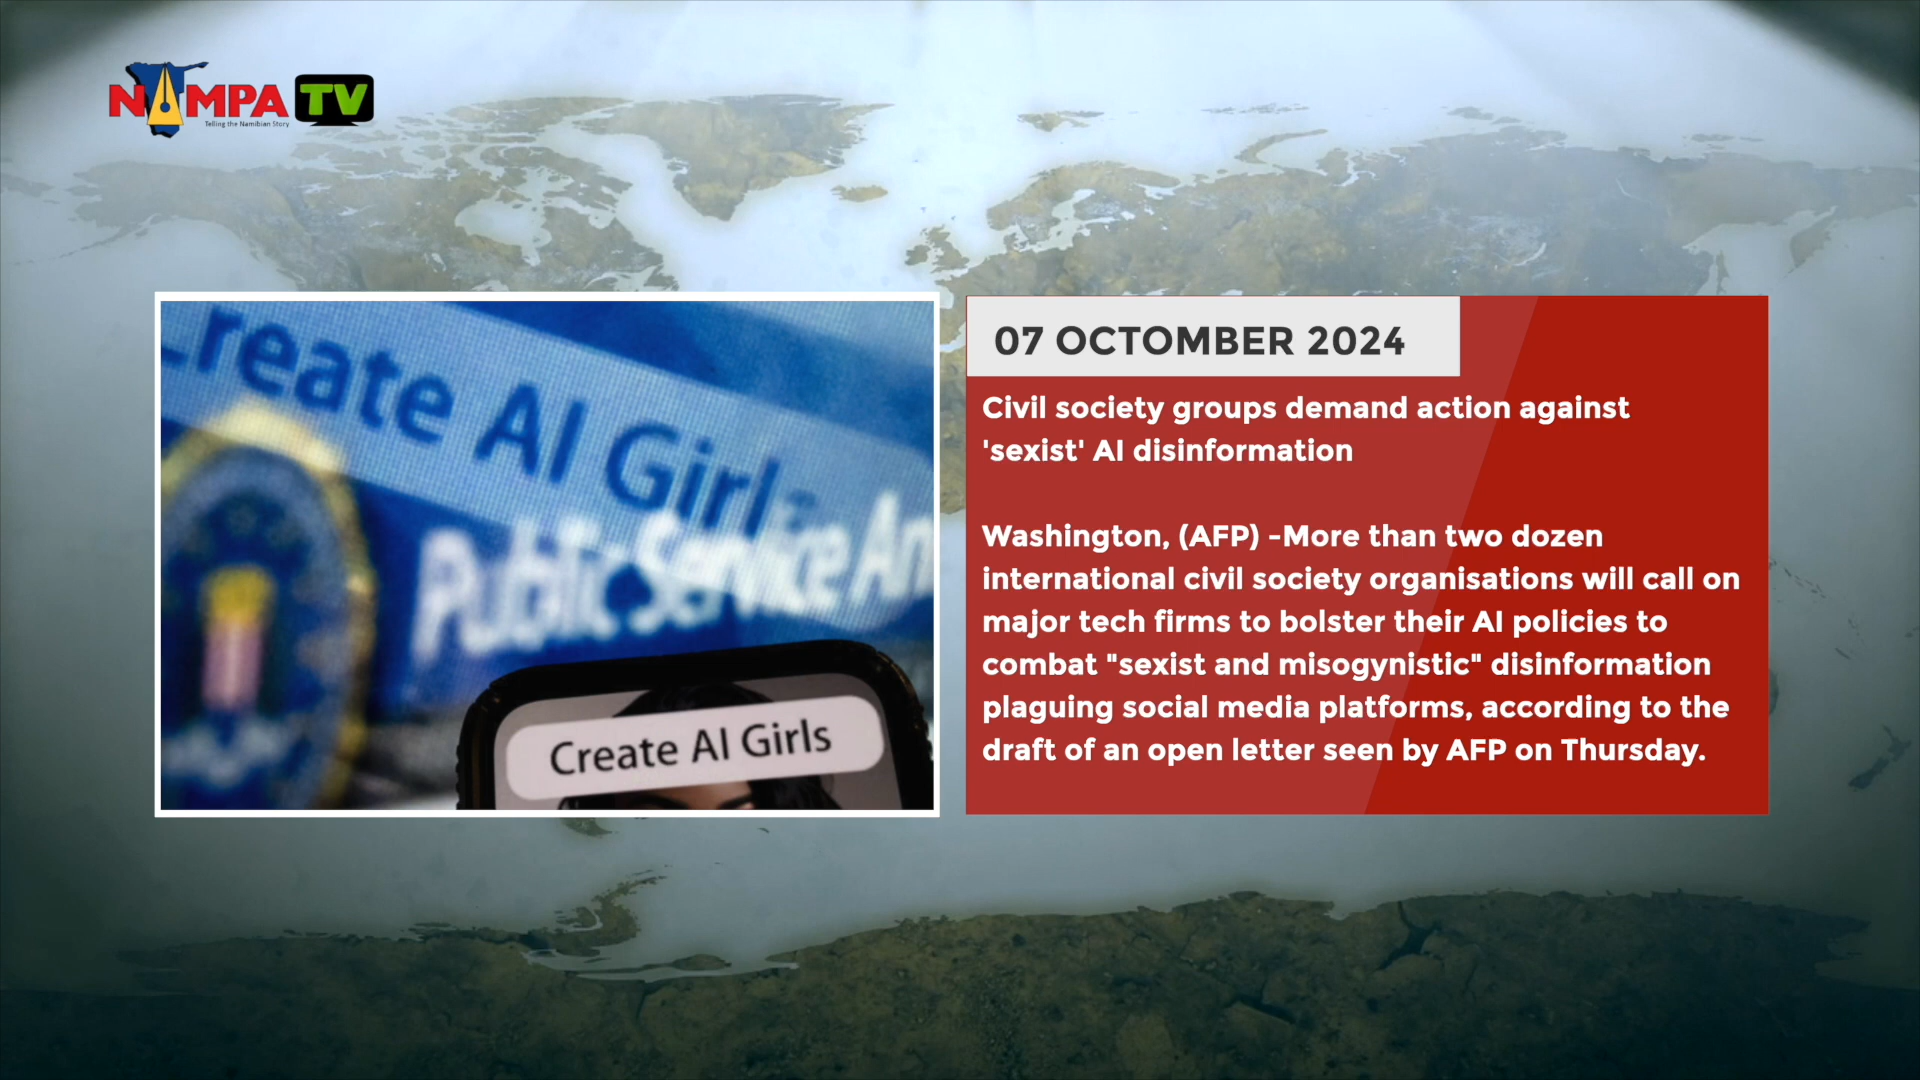 NAMPA TV
Telling the Namibian Story
07 OCTOMBER 2024
Civil society groups demand action against
'sexist' AI disinformation
Washington, (AFP) -More than two dozen
international civil society organisations will call on
major tech firms to bolster their AI policies to
combat "sexist and misogynistic" disinformation
plaguing social media platforms, according to the
draft of an open letter seen by AFP on Thursday.
Create AI Girls
Public Service An
Create AI Girls